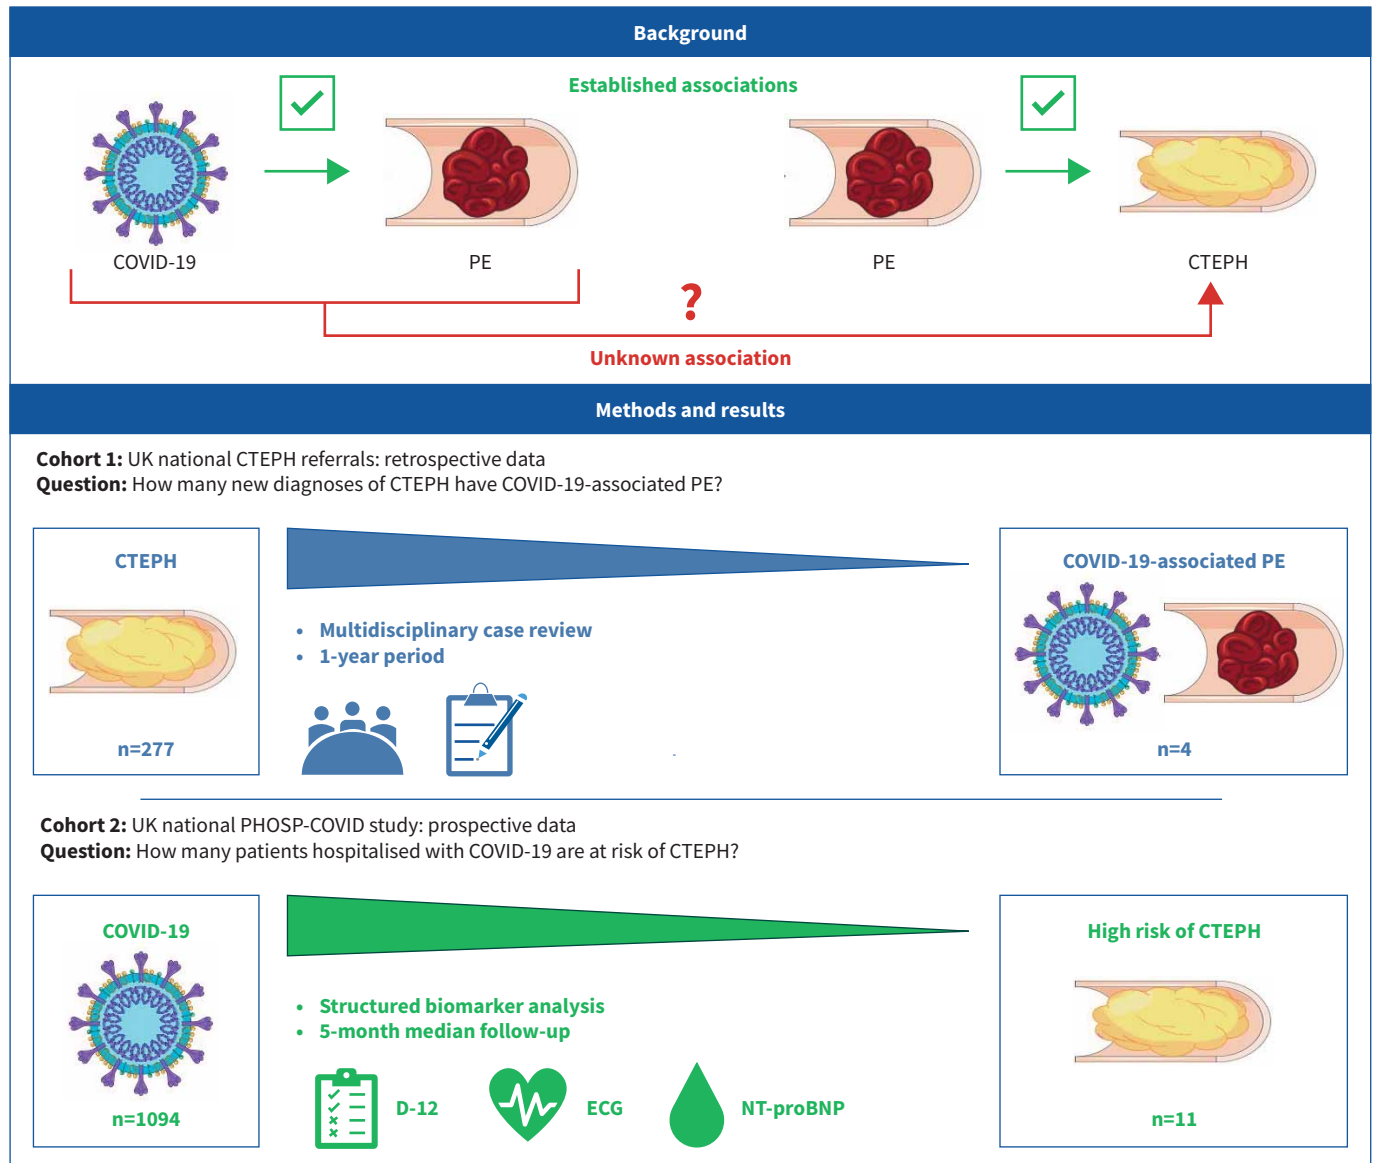 Background
Established associations
COVID-19
PE
PE
CTEPH
?
Unknown association
Methods and results
Cohort 1: UK national CTEPH referrals: retrospective data
Question: How many new diagnoses of CTEPH have COVID-19-associated PE?
CTEPH
n=277
• Multidisciplinary case review
• 1-year period
COVID-19-associated PE
n=4
Cohort 2: UK national PHOSP-COVID study: prospective data
Question: How many patients hospitalised with COVID-19 are at risk of CTEPH?
COVID-19
n=1094
• Structured biomarker analysis
• 5-month median follow-up
D-12
ECG
NT-proBNP
High risk of CTEPH
n=11